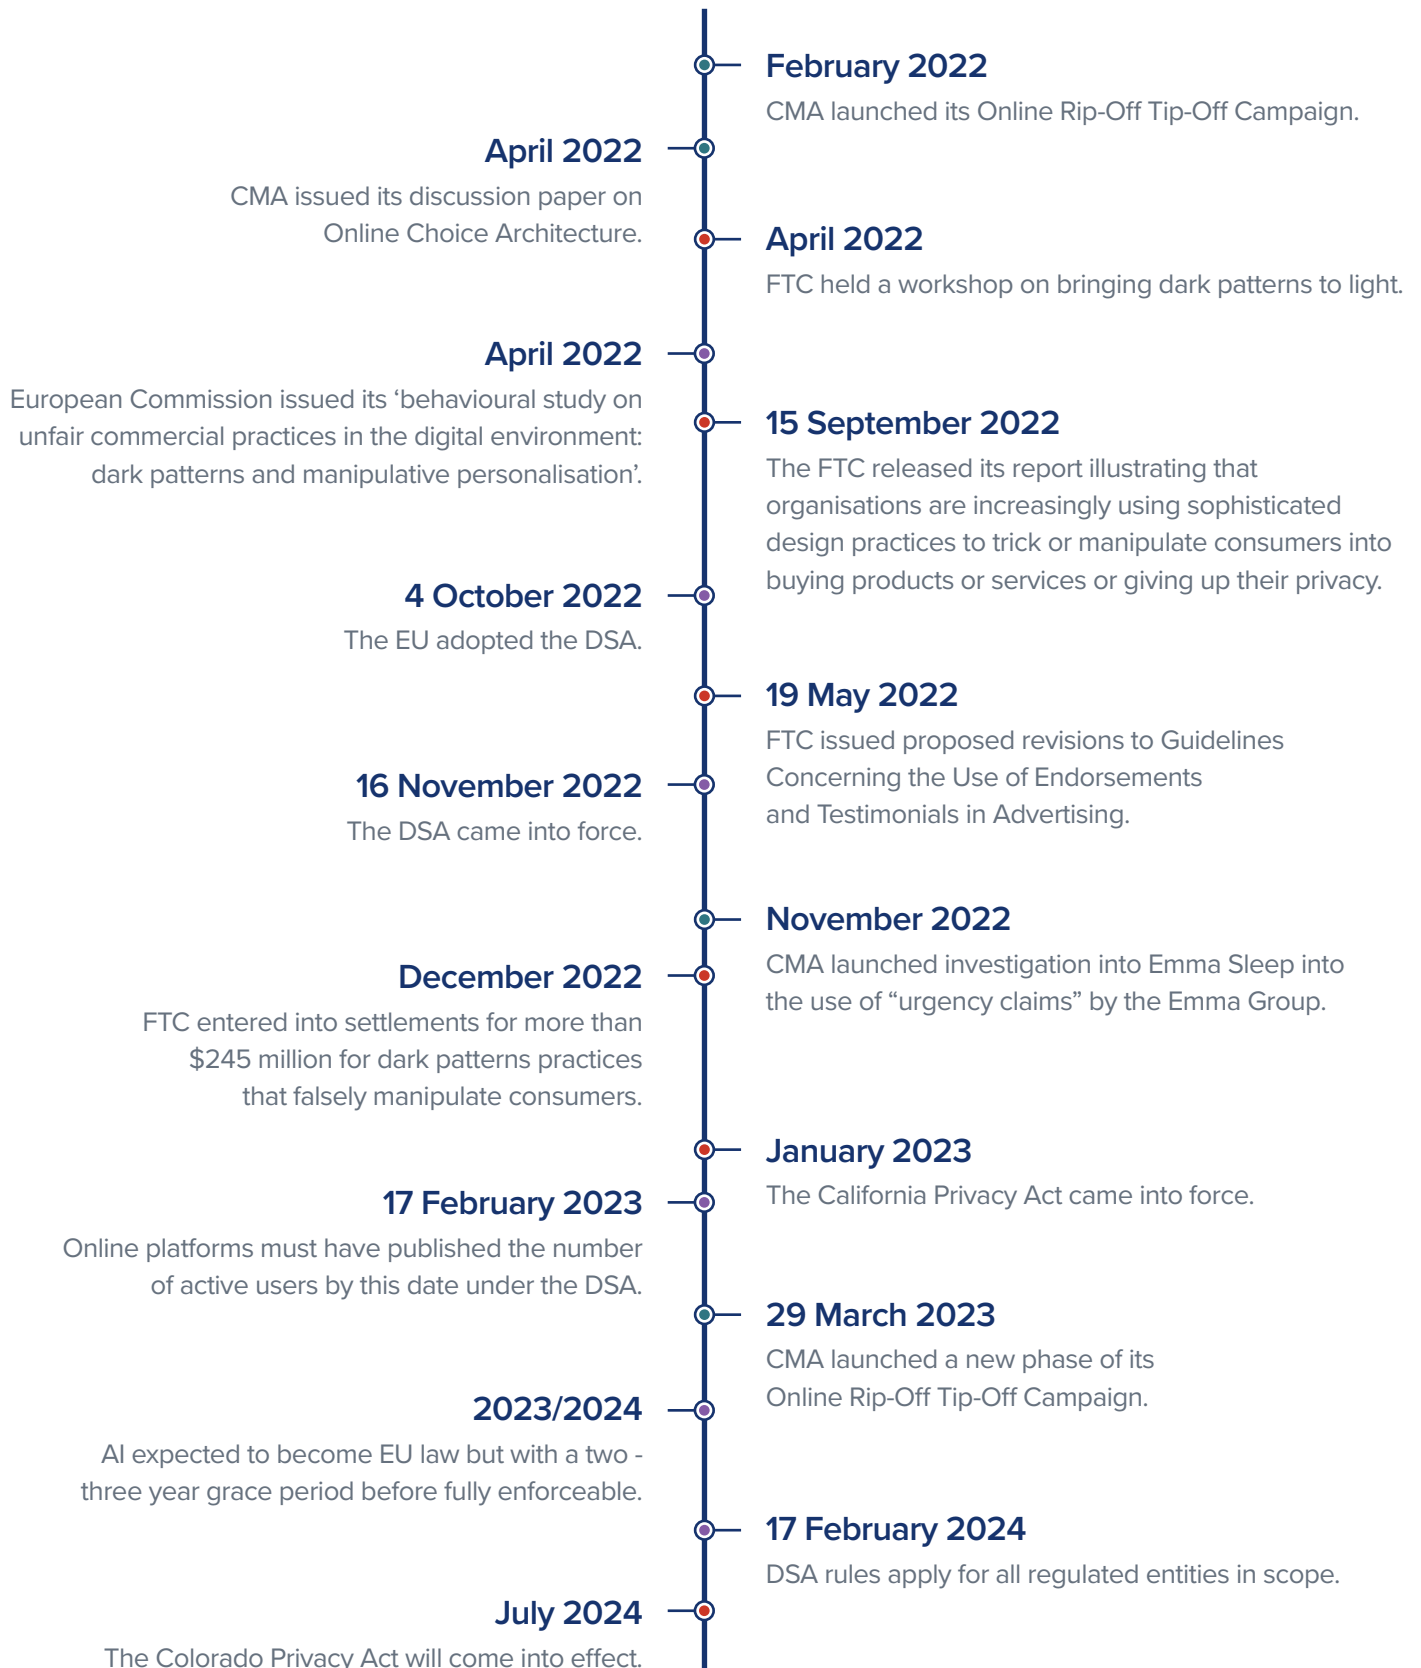 February 2022
CMA launched its Online Rip-Off Tip-Off Campaign.
April 2022
CMA issued its discussion paper on
Online Choice Architecture.
April 2022
FTC held a workshop on bringing dark patterns to light.
April 2022
European Commission issued its ‘behavioural study on
unfair commercial practices in the digital environment:
dark patterns and manipulative personalisation’.
15 September 2022
The FTC released its report illustrating that
organisations are increasingly using sophisticated
design practices to trick or manipulate consumers into
buying products or services or giving up their privacy.
4 October 2022
The EU adopted the DSA.
19 May 2022
FTC issued proposed revisions to Guidelines
Concerning the Use of Endorsements
and Testimonials in Advertising.
16 November 2022
The DSA came into force.
November 2022
CMA launched investigation into Emma Sleep into
the use of “urgency claims” by the Emma Group.
December 2022
FTC entered into settlements for more than
$245 million for dark patterns practices
that falsely manipulate consumers.
January 2023
The California Privacy Act came into force.
17 February 2023
Online platforms must have published the number
of active users by this date under the DSA.
29 March 2023
CMA launched a new phase of its
Online Rip-Off Tip-Off Campaign.
2023/2024
AI expected to become EU law but with a two -
three year grace period before fully enforceable.
17 February 2024
DSA rules apply for all regulated entities in scope.
July 2024
The Colorado Privacy Act will come into effect.